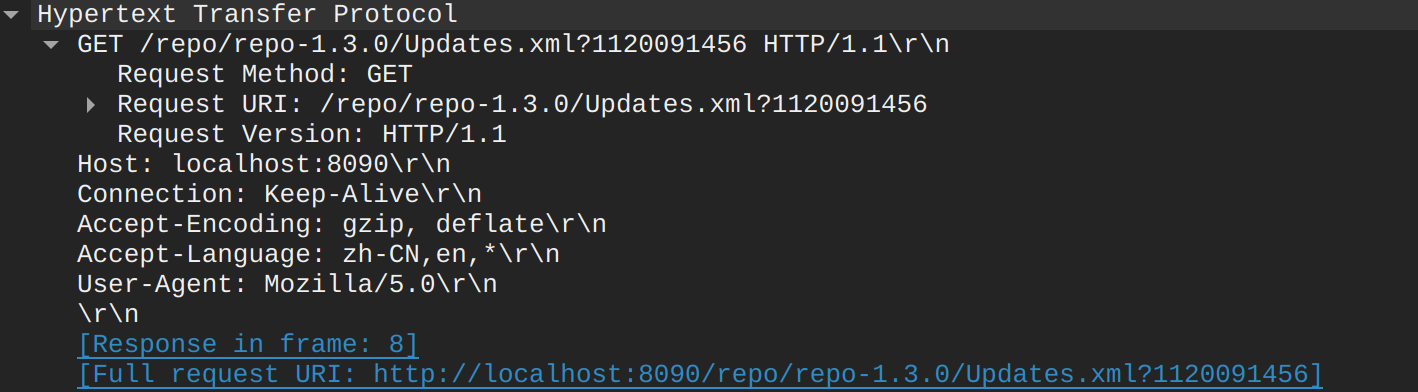 Hypertext Transfer Protocol
GET /repo/repo-1.3.0/Updates.xml?1120091456 HTTP/1.1\r\n
Request Method: GET
Request URI: /repo/repo-1.3.0/Updates.xml?1120091456
Request Version: HTTP/1.1
Host: localhost:8090\r\n
Connection: Keep-Alive\r\n
Accept-Encoding: gzip, deflate\r\n
Accept-Language: zh-CN,en,*\r\n
User-Agent: Mozilla/5.0\r\n
\r\n
[Response in frame: 8]
[Full request URI: http://localhost:8090/repo/repo-1.3.0/Updates.xml?1120091456]